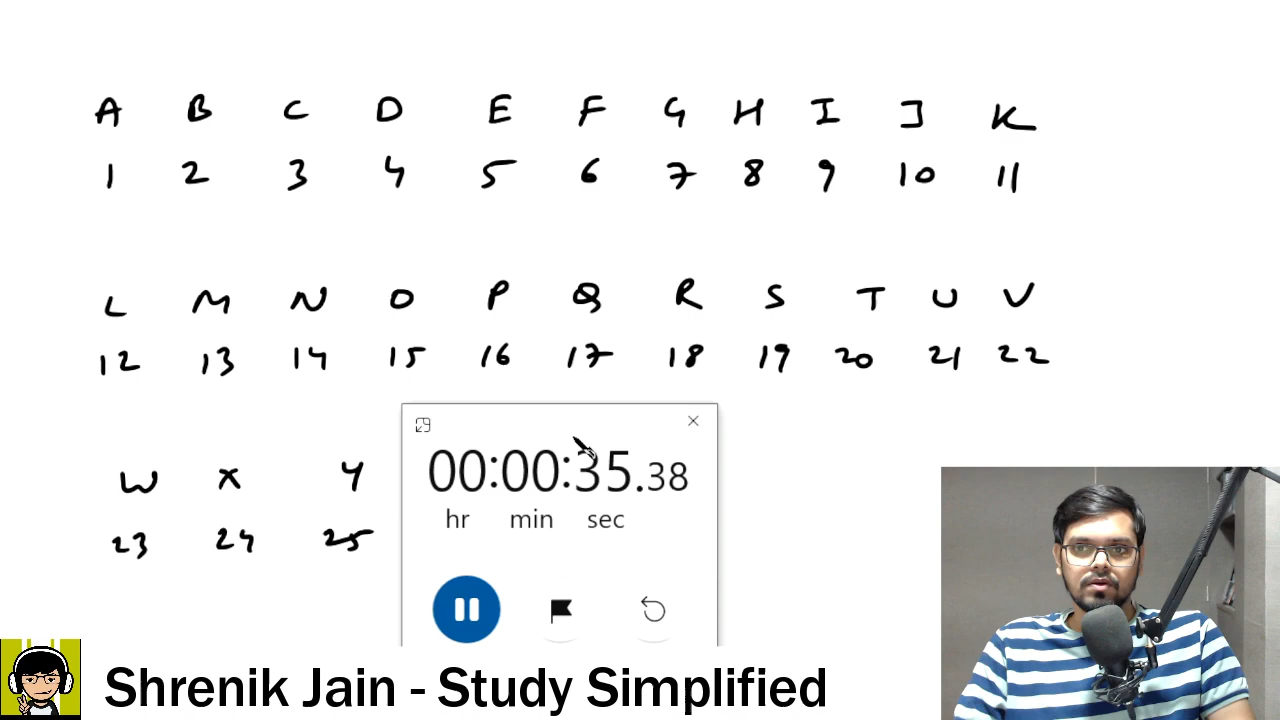 A B C D E F G H I J K
1 2 3 4 5 6 7 8 9 10 11
L M N O P Q R S T U V
12 13 14 15 16 17 18 19 20 21 22
W X Y
23 24 25
00:00:35.38
hr min sec
Shrenik Jain - Study Simplified